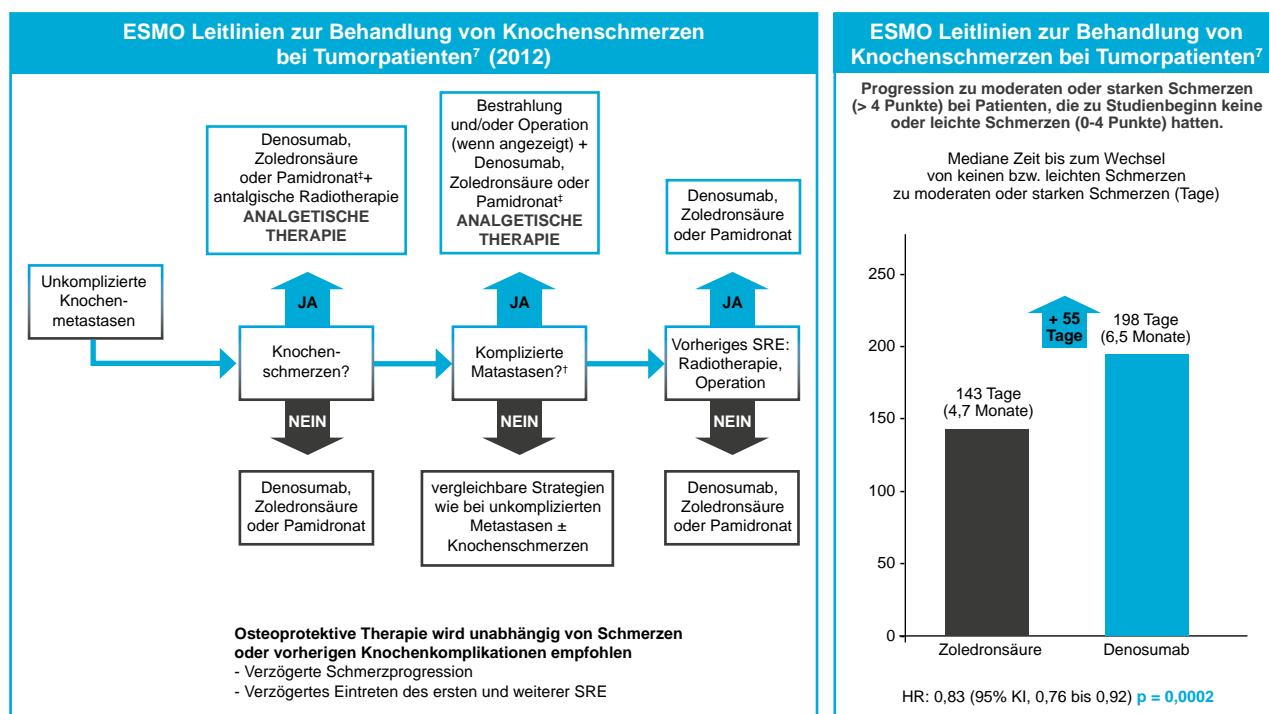 ESMO Leitlinien zur Behandlung von Knochenschmerzen
bei Tumorpatienten⁷ (2012)
Denosumab,
Zoledronsäure
oder Pamidronat‡+
antalgische Radiotherapie
ANALGETISCHE
THERAPIE
Bestrahlung
und/oder Operation
(wenn angezeigt) +
Denosumab,
Zoledronsäure oder
Pamidronat‡
ANALGETISCHE
THERAPIE
Denosumab,
Zoledronsäure
oder Pamidronat
Unkomplizierte
Knochen-
metastasen
JA
JA
JA
Knochen-
schmerzen?
Komplizierte
Matastasen?†
Vorheriges SRE:
Radiotherapie,
Operation
NEIN
NEIN
NEIN
Denosumab,
Zoledronsäure
oder Pamidronat
vergleichbare Strategien
wie bei unkomplizierten
Metastasen ±
Knochenschmerzen
Denosumab,
Zoledronsäure
oder Pamidronat
Osteoprotektive Therapie wird unabhängig von Schmerzen
oder vorherigen Knochenkomplikationen empfohlen
- Verzögerte Schmerzprogression
- Verzögertes Eintreten des ersten und weiterer SRE
ESMO Leitlinien zur Behandlung von
Knochenschmerzen bei Tumorpatienten⁷
Progression zu moderaten oder starken Schmerzen
(> 4 Punkte) bei Patienten, die zu Studienbeginn keine
oder leichte Schmerzen (0-4 Punkte) hatten.
Mediane Zeit bis zum Wechsel
von keinen bzw. leichten Schmerzen
zu moderaten oder starken Schmerzen (Tage)
250
200
150
100
50
0
+ 55
Tage
198 Tage
(6,5 Monate)
143 Tage
(4,7 Monate)
Zoledronsäure
Denosumab
HR: 0,83 (95% KI, 0,76 bis 0,92) p = 0,0002